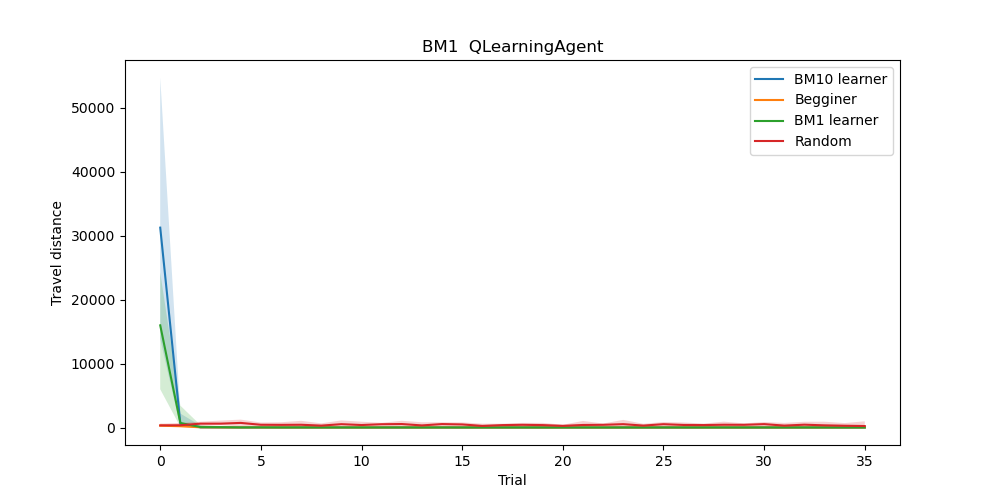 BM1 QLearningAgent
BM10 learner
Begginer
BM1 learner
Random
Travel distance
50000
40000
30000
20000
10000
0
0 5 10 15 20 25 30 35
Trial